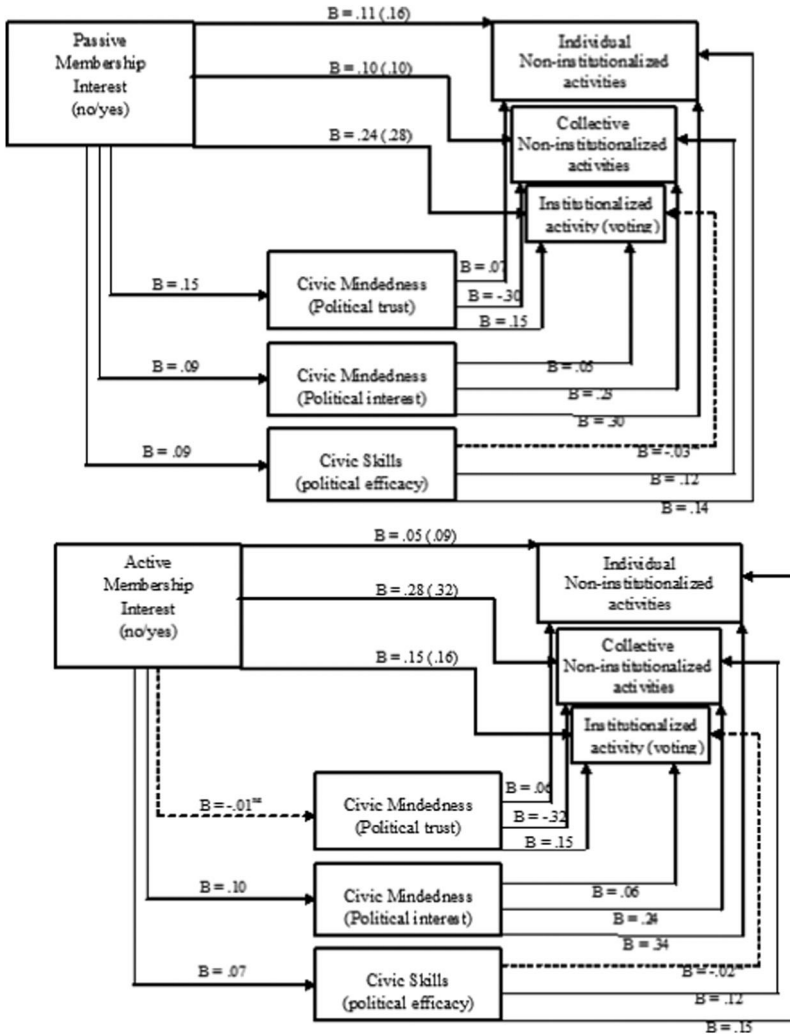 B = .11 (.16)
Passive
Membership
Interest
(no/yes)
Individual
Non-institutionalized
activities
B = .10 (.10)
Collective
Non-institutionalized
activities
B = .24 (.28)
Institutionalized
activity (voting)
B = .15
Civic Mindedness
(Political trust)
B = .07
B = -.30
B = .15
B = .09
Civic Mindedness
(Political interest)
B = .05
B = .23
B = .30
B = .09
Civic Skills
(political efficacy)
B = -.03
B = .12
B = .14
B = .05 (.09)
Active
Membership
Interest
(no/yes)
Individual
Non-institutionalized
activities
B = .28 (.32)
Collective
Non-institutionalized
activities
B = .15 (.16)
Institutionalized
activity (voting)
B = -.01ns
Civic Mindedness
(Political trust)
B = .06
B = -.32
B = .15
B = .10
Civic Mindedness
(Political interest)
B = .06
B = .24
B = .34
B = .07
Civic Skills
(political efficacy)
B = -.02
B = .12
B = .15